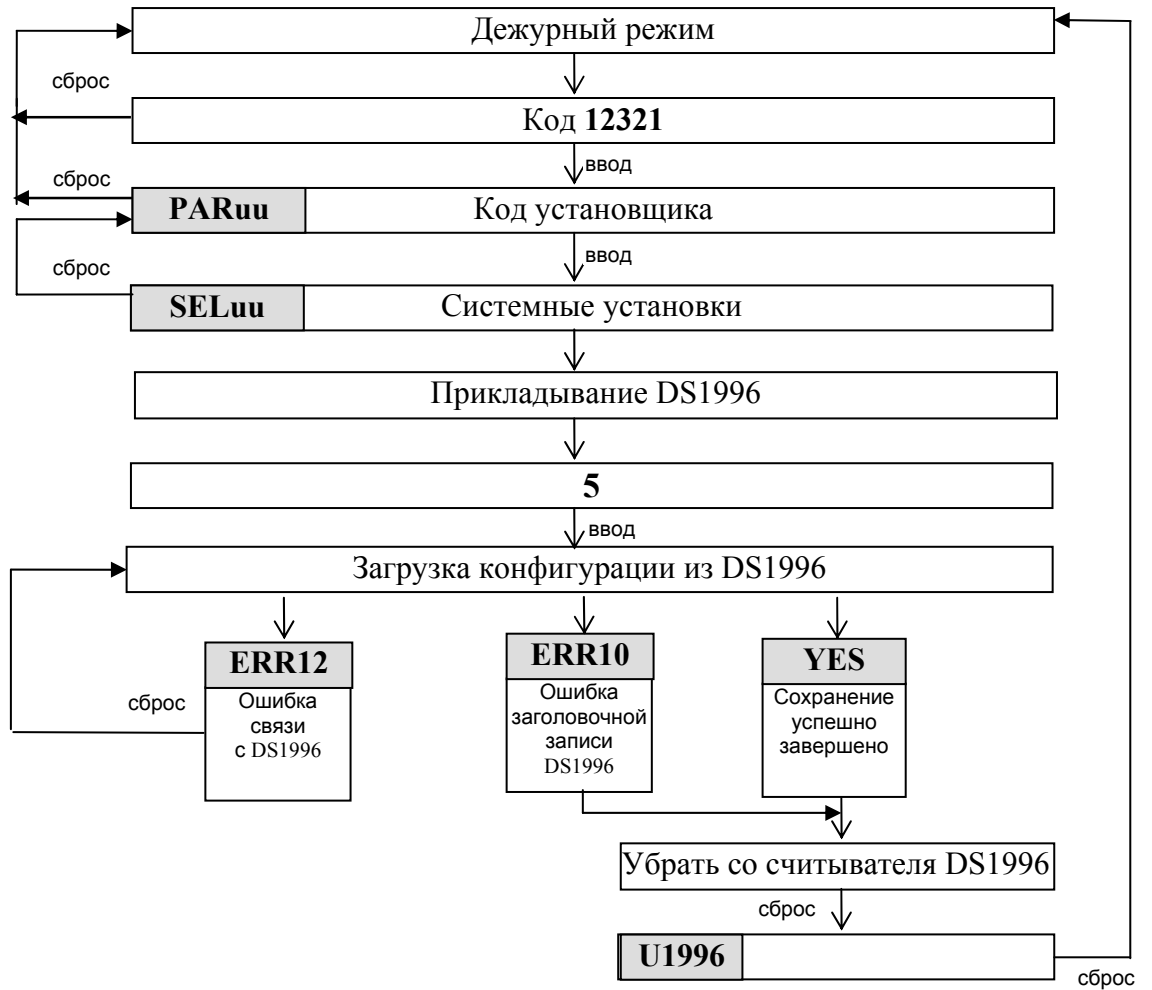 Дежурный режим
сброс
Код 12321
ввод
сброс
PARuu Код установщика
ввод
сброс
SELuu Системные установки
Прикладывание DS1996
5
ввод
Загрузка конфигурации из DS1996
ERR12
Ошибка
связи
с DS1996
сброс
ERR10
Ошибка
заголовочной
записи
DS1996
YES
Сохранение
успешно
завершено
Убрать со считывателя DS1996
сброс
U1996
сброс